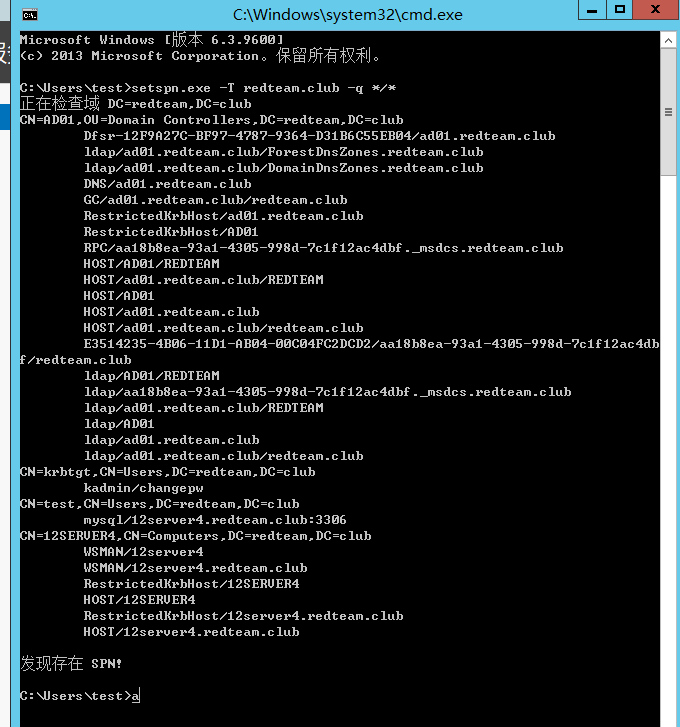 C:\Windows\system32\cmd.exe
Microsoft Windows [版本 6.3.9600]
(c) 2013 Microsoft Corporation。保留所有权利。
C:\Users\test>setspn.exe -T redteam.club -q */*
正在检查域 DC=redteam,DC=club
CN=AD01,OU=Domain Controllers,DC=redteam,DC=club
Dfsr-12F9A27C-BF97-4787-9364-D31B6C55EB04/ad01.redteam.club
ldap/ad01.redteam.club/ForestDnsZones.redteam.club
ldap/ad01.redteam.club/DomainDnsZones.redteam.club
DNS/ad01.redteam.club
GC/ad01.redteam.club/redteam.club
RestrictedKrbHost/ad01.redteam.club
RestrictedKrbHost/AD01
RPC/aa18b8ea-93a1-4305-998d-7c1f12ac4dbf._msdcs.redteam.club
HOST/AD01/REDTEAM
HOST/ad01.redteam.club/REDTEAM
HOST/AD01
HOST/ad01.redteam.club
HOST/ad01.redteam.club/redteam.club
E3514235-4B06-11D1-AB04-00C04FC2DCD2/aa18b8ea-93a1-4305-998d-7c1f12ac4db
f/redteam.club
ldap/AD01/REDTEAM
ldap/aa18b8ea-93a1-4305-998d-7c1f12ac4dbf._msdcs.redteam.club
ldap/ad01.redteam.club/REDTEAM
ldap/AD01
ldap/ad01.redteam.club
ldap/ad01.redteam.club/redteam.club
CN=krbtgt,CN=Users,DC=redteam,DC=club
kadmin/changepw
CN=test,CN=Users,DC=redteam,DC=club
mysql/12server4.redteam.club:3306
CN=12SERVER4,CN=Computers,DC=redteam,DC=club
WSMAN/12server4
WSMAN/12server4.redteam.club
RestrictedKrbHost/12SERVER4
HOST/12SERVER4
RestrictedKrbHost/12server4.redteam.club
HOST/12server4.redteam.club
发现存在 SPN!
C:\Users\test>a